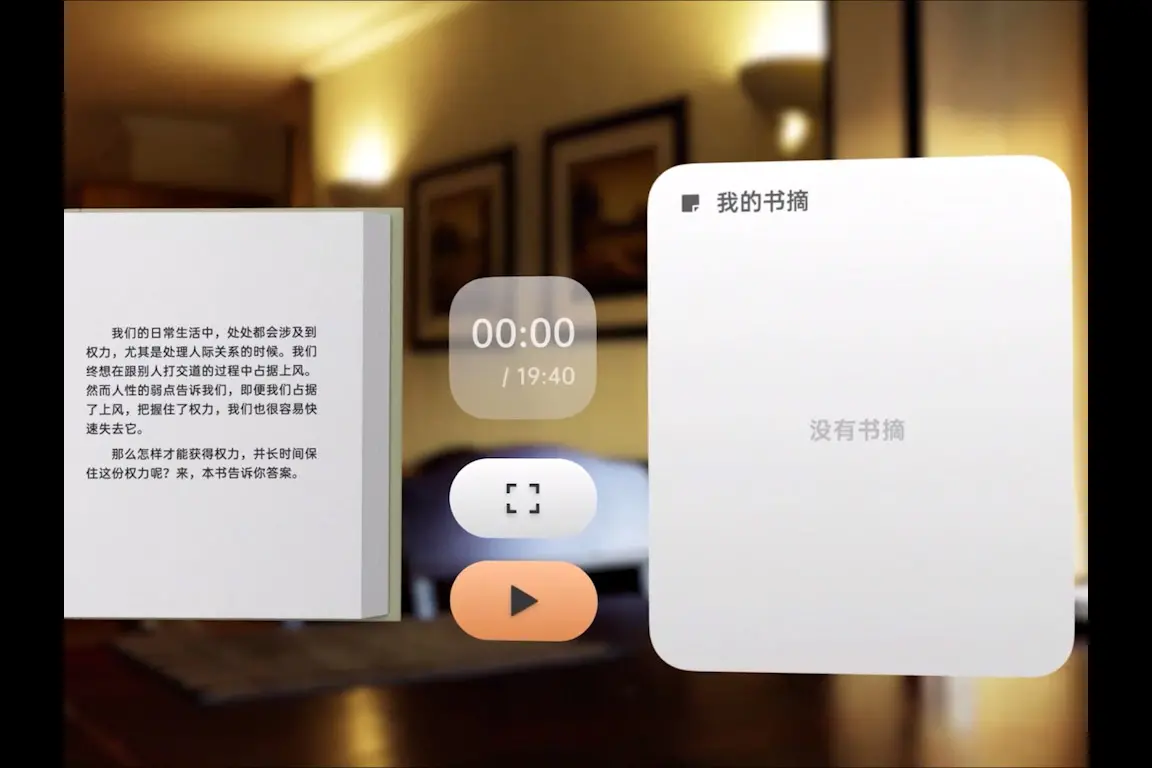 我们的日常生活中，处处都会涉及到
权力，尤其是处理人际关系的时候。我们
终想在跟别人打交道的过程中占据上风。
然而人性的弱点告诉我们，即便我们占据
了上风，把握住了权力，我们也很容易快
速失去它。
那么怎样才能获得权力，并长时间保
住这份权力呢？来，本书告诉你答案。
00:00
/ 19:40
我的书摘
没有书摘